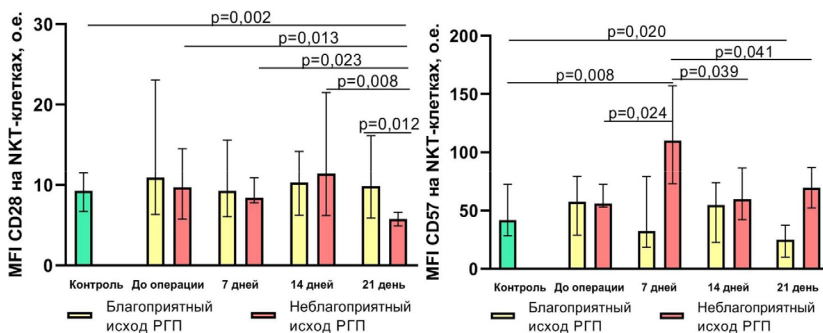 p=0,002
p=0,013
p=0,023
p=0,008
p=0,012
30
20
10
0
MFI CD28 на NKT-клетках, о.е.
Контроль До операции 7 дней 14 дней 21 день
Благоприятный исход РГП
Неблагоприятный исход РГП
p=0,020
p=0,041
p=0,008
p=0,039
p=0,024
200
150
100
50
0
MFI CD57 на NKT-клетках, о.е.
Контроль До операции 7 дней 14 дней 21 день
Благоприятный исход РГП
Неблагоприятный исход РГП